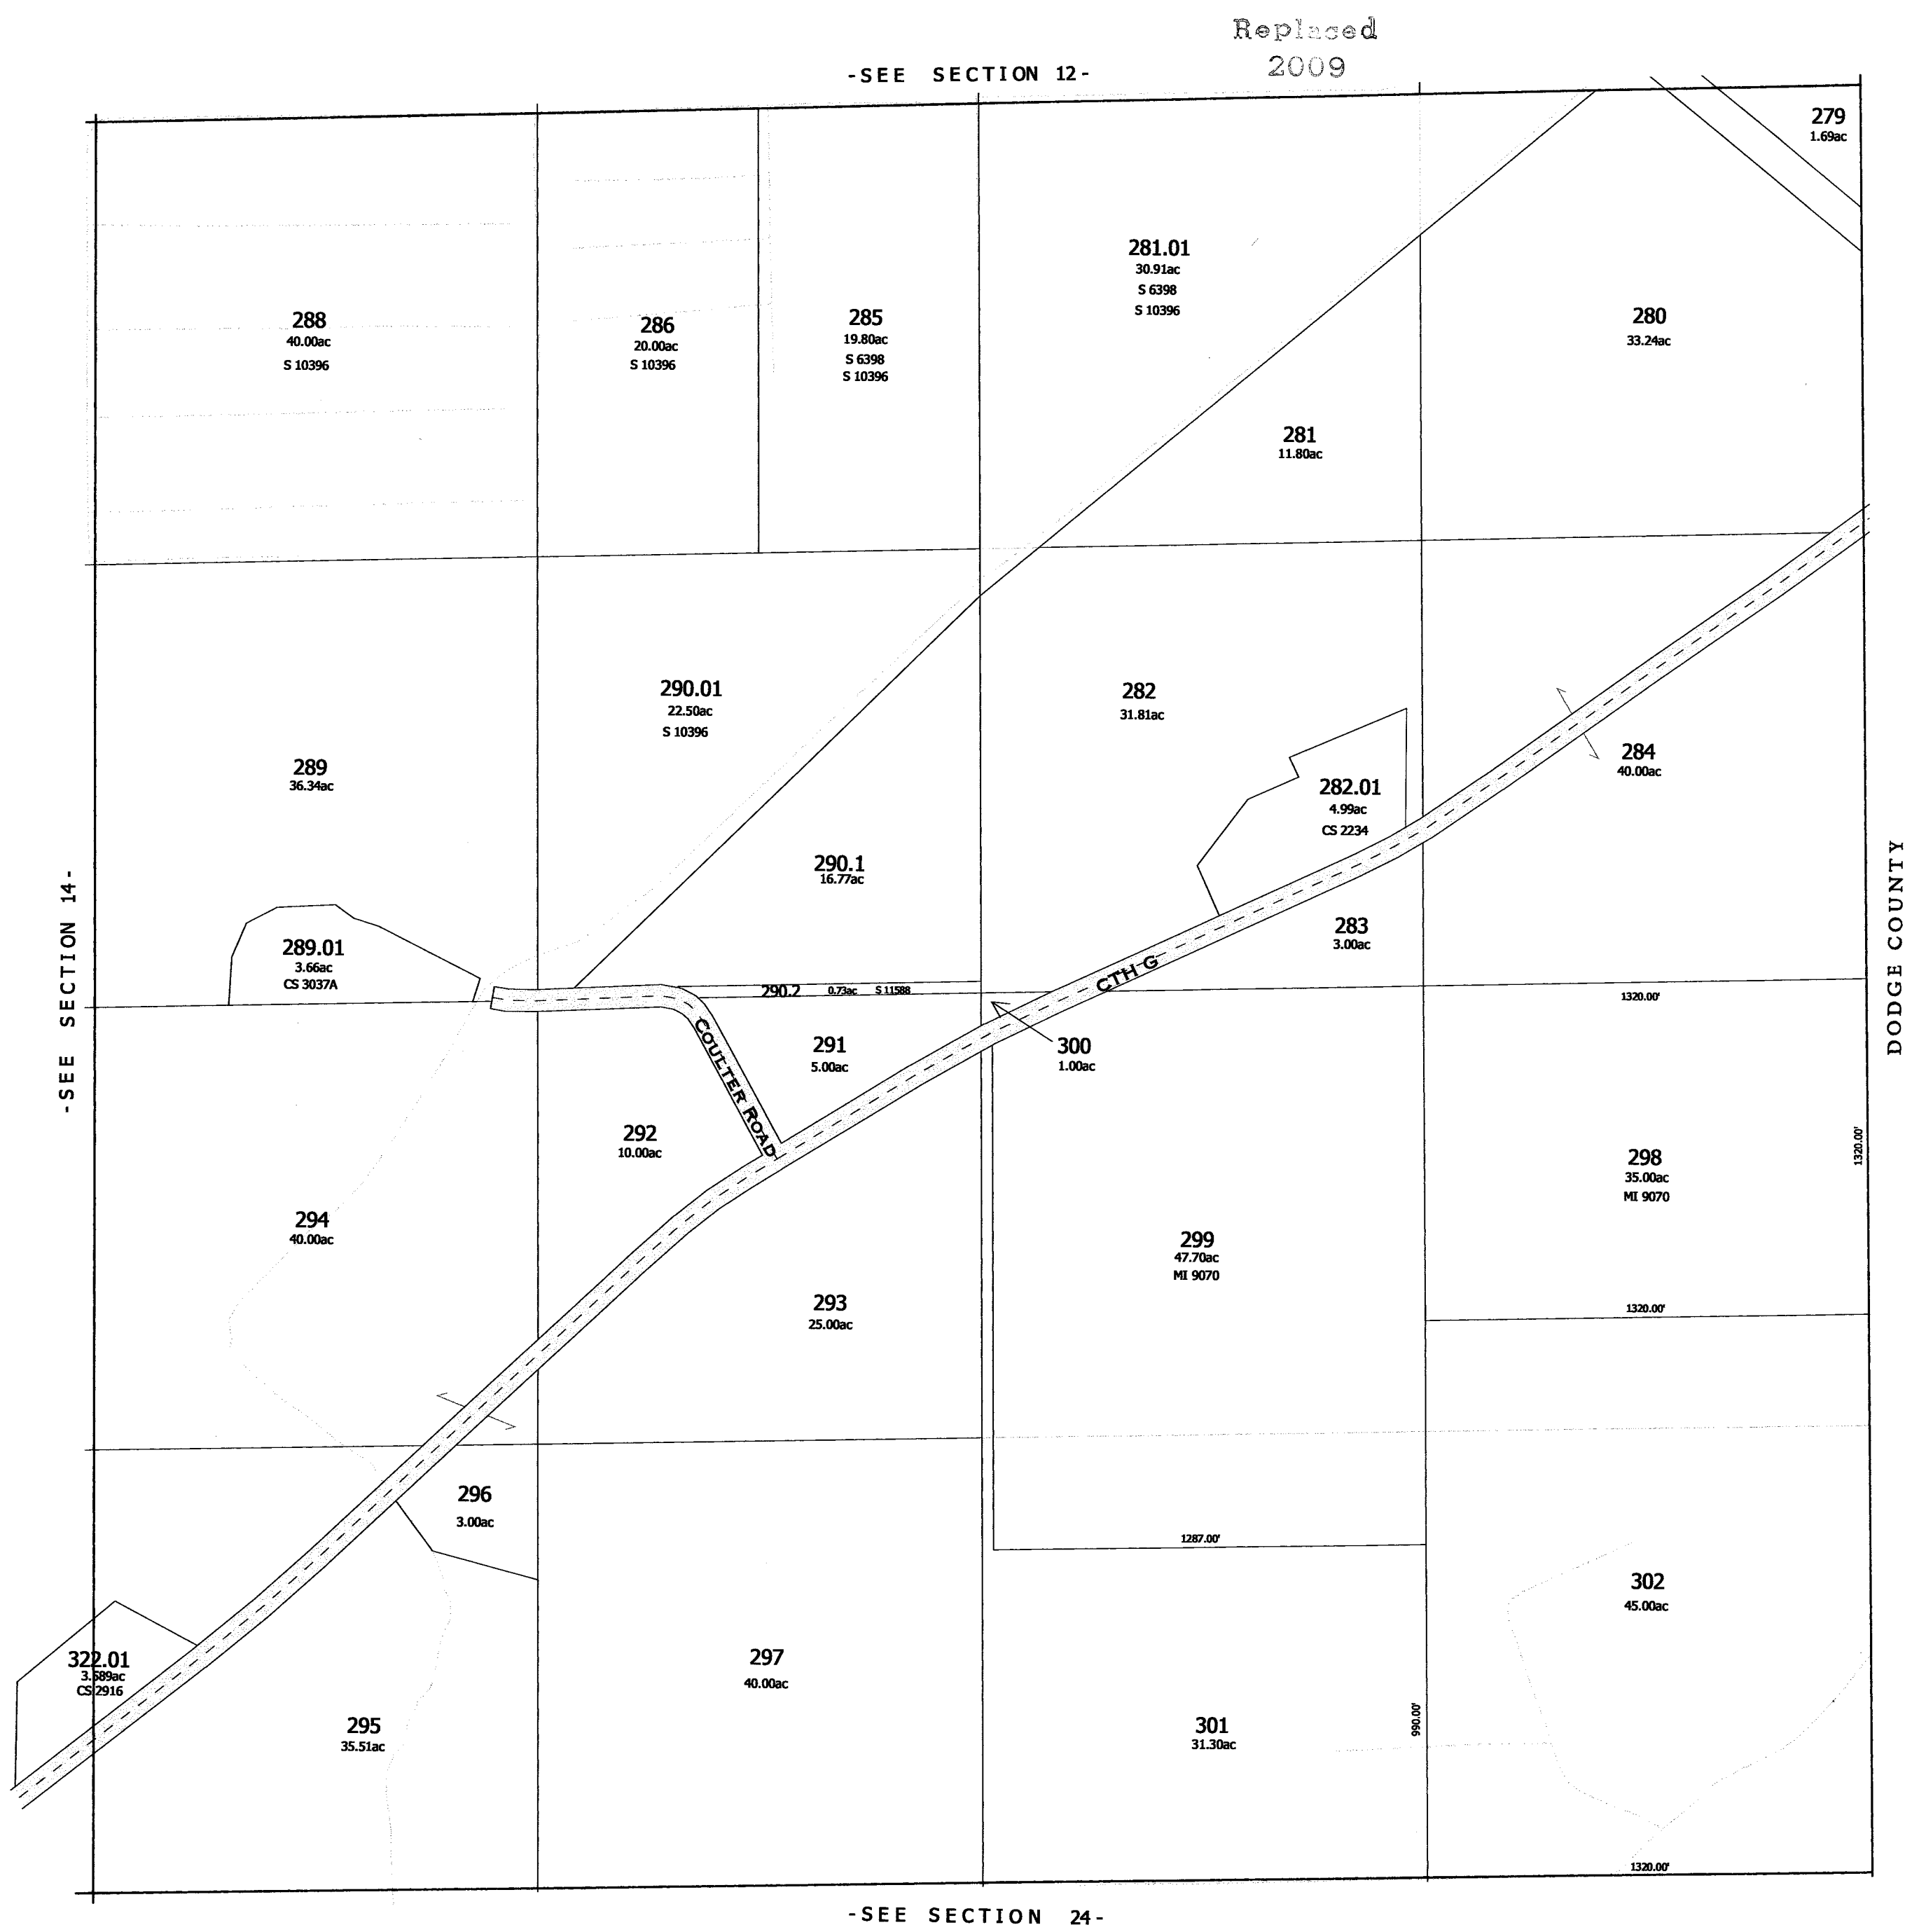 Replaced
2009
-SEE SECTION 12-
279
1.69ac
281.01
30.91ac
S 6398
S 10396
288
40.00ac
S 10396
286
20.00ac
S 10396
285
19.80ac
S 6398
S 10396
280
33.24ac
281
11.80ac
290.01
22.50ac
S 10396
282
31.81ac
289
36.34ac
284
40.00ac
282.01
4.99ac
CS 2234
290.1
16.77ac
289.01
3.66ac
CS 3037A
283
3.00ac
CTH G
290.2 0.73ac S 11588
1320.00'
-SEE SECTION 14-
DODGE COUNTY
COULTER ROAD
291
5.00ac
300
1.00ac
292
10.00ac
298
35.00ac
MI 9070
1320.00'
294
40.00ac
299
47.70ac
MI 9070
293
25.00ac
1320.00'
296
3.00ac
1287.00'
302
45.00ac
322.01
3.589ac
CS 2916
297
40.00ac
295
35.51ac
301
31.30ac
990.00'
1320.00'
-SEE SECTION 24-